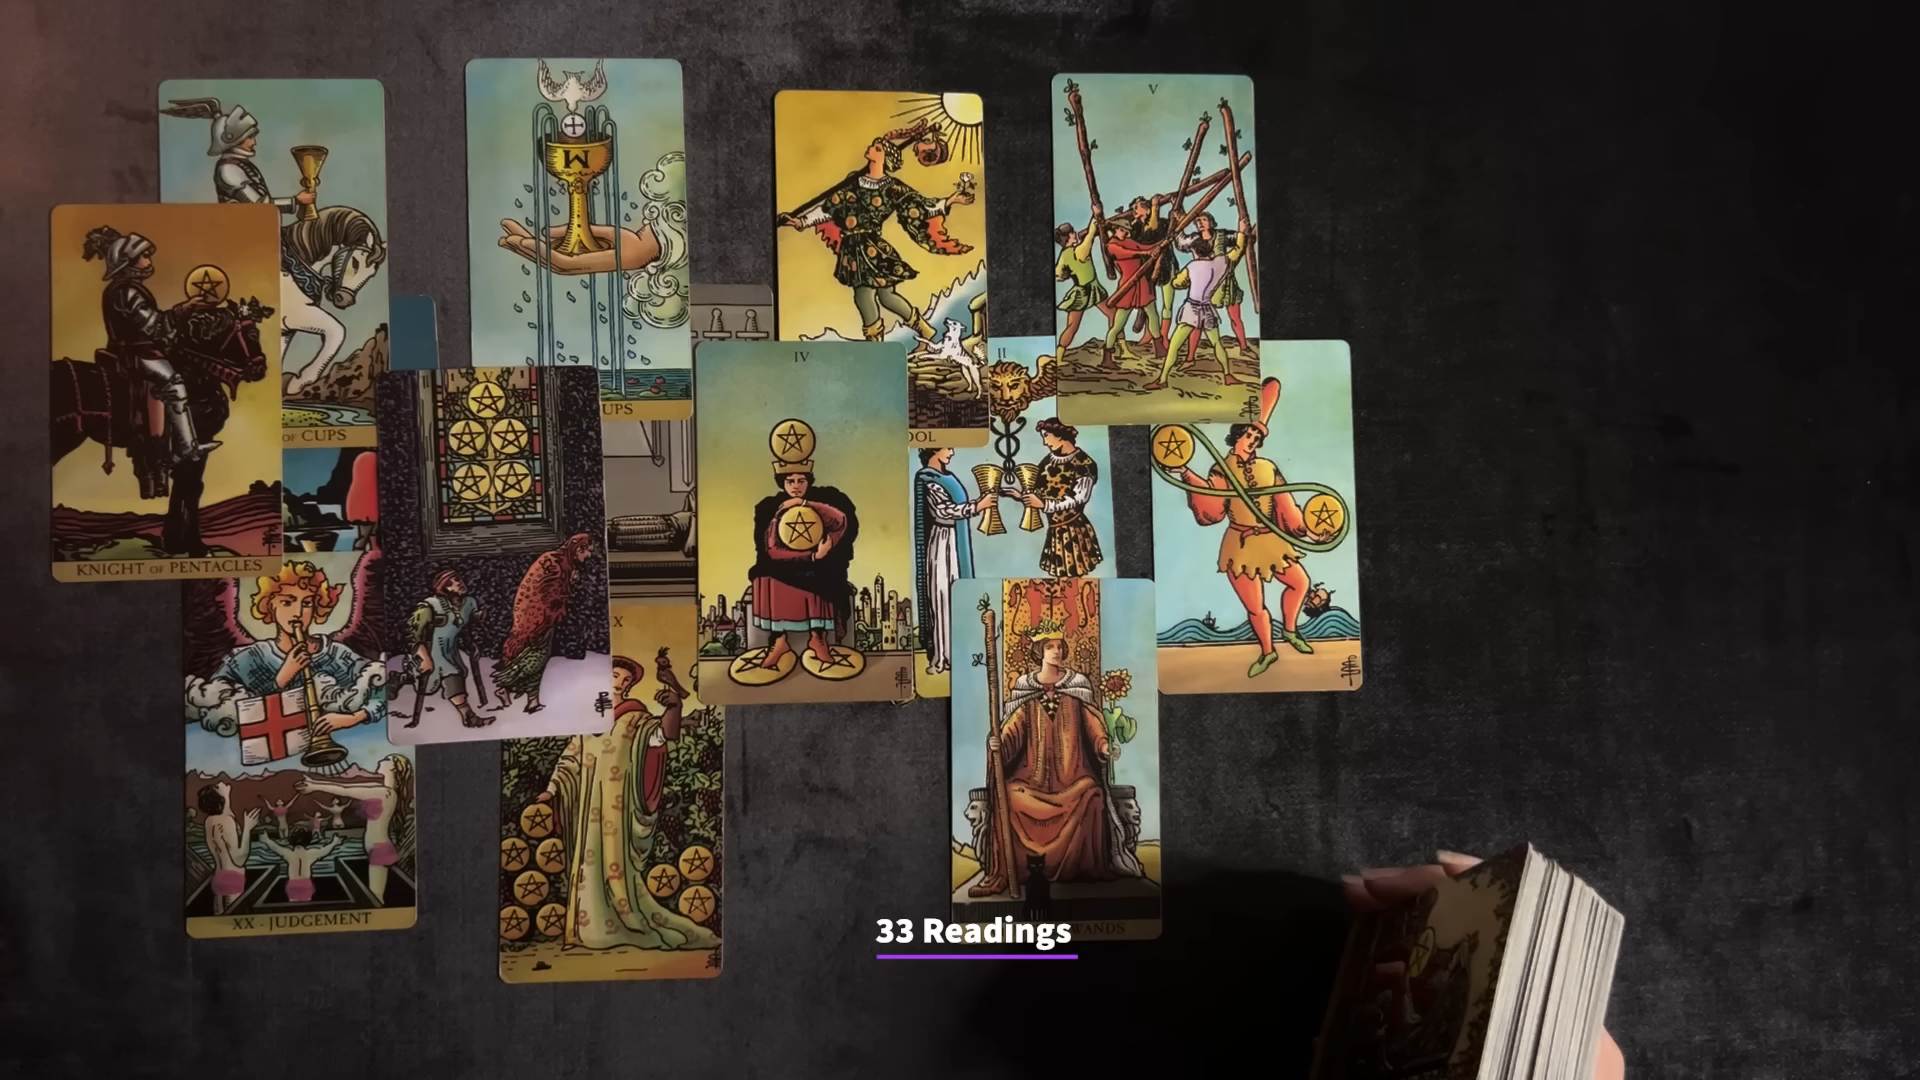 V
IV
II
OF CUPS
UPS
OOL
KNIGHT OF PENTACLES
X
XX - JUDGEMENT
WANDS
33 Readings